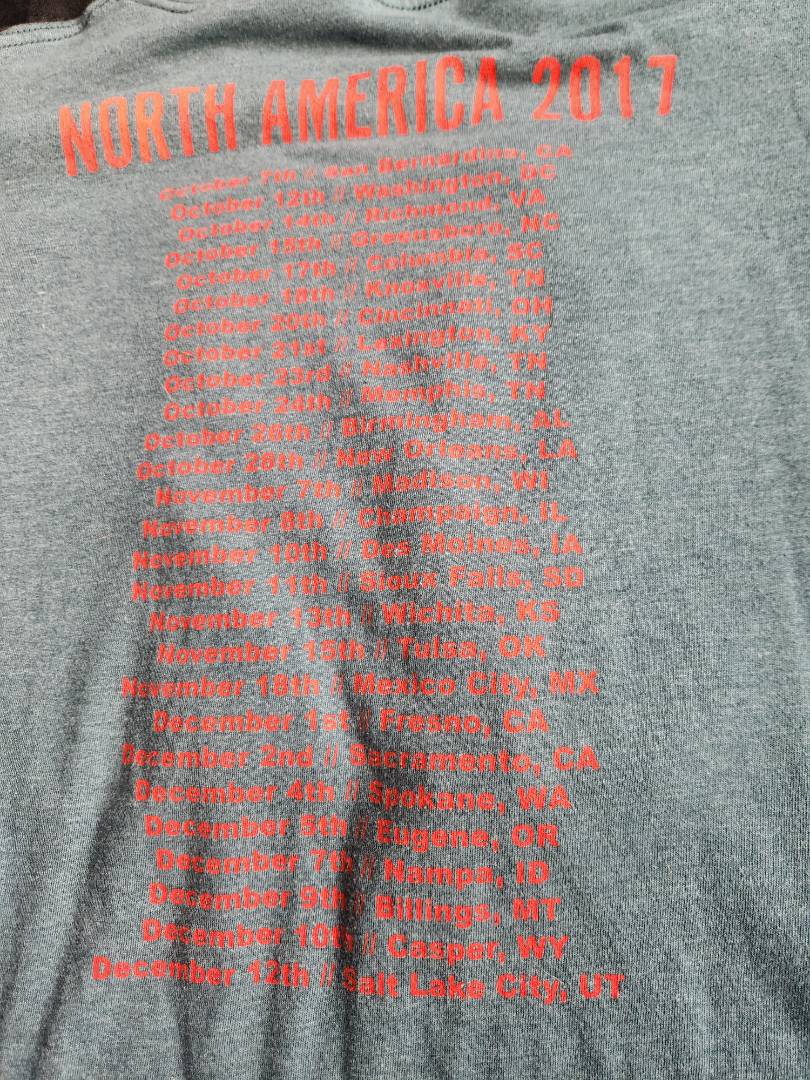 NORTH AMERICA 2017
October 7th // San Bernardino, CA
October 12th // Washington, DC
October 14th // Richmond, VA
October 15th // Greensboro, NC
October 17th // Columbia, SC
October 18th // Knoxville, TN
October 20th // Cincinnati, OH
October 21st // Lexington, KY
October 23rd // Nashville, TN
October 24th // Memphis, TN
October 26th // Birmingham, AL
October 28th // New Orleans, LA
November 7th // Madison, WI
November 8th // Champaign, IL
November 10th // Des Moines, IA
November 11th // Sioux Falls, SD
November 13th // Wichita, KS
November 15th // Tulsa, OK
November 18th // Mexico City, MX
December 1st // Fresno, CA
December 2nd // Sacramento, CA
December 4th // Spokane, WA
December 5th // Eugene, OR
December 7th // Nampa, ID
December 9th // Billings, MT
December 10th // Casper, WY
December 12th // Salt Lake City, UT